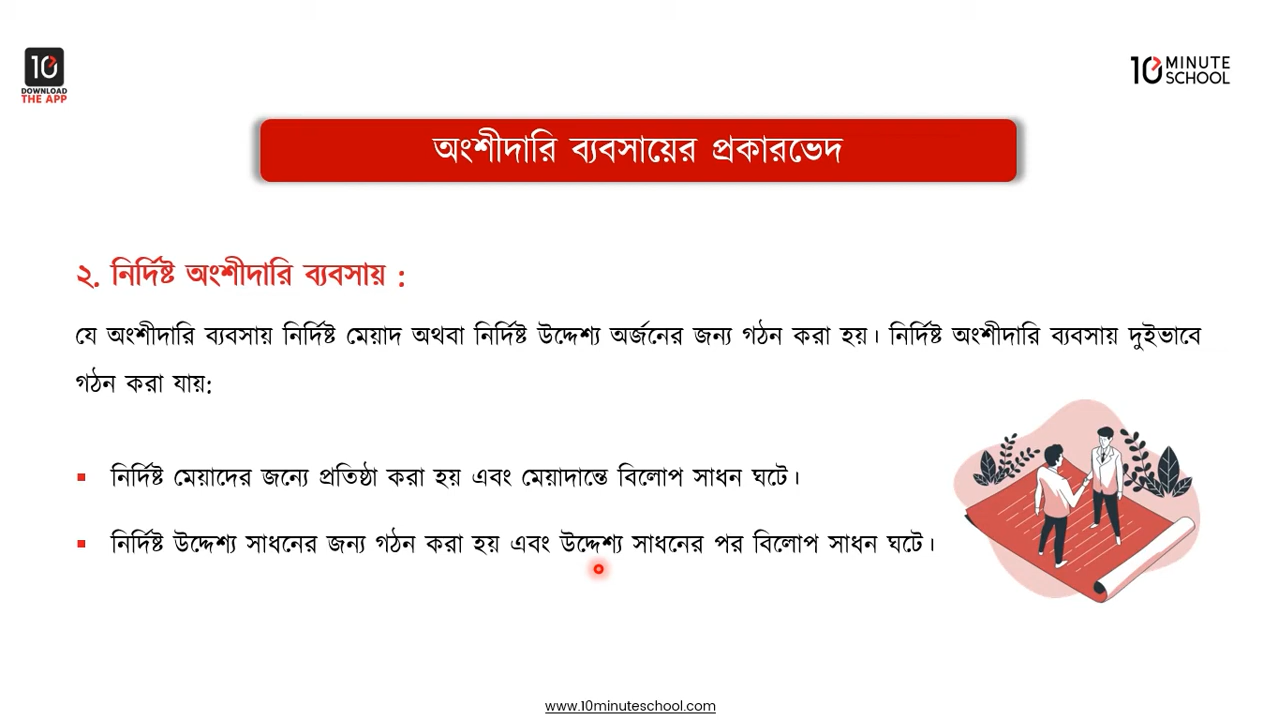 10
DOWNLOAD
THE APP
10 MINUTE
SCHOOL
অংশীদারি ব্যবসায়ের প্রকারভেদ
২. নির্দিষ্ট অংশীদারি ব্যবসায় :
যে অংশীদারি ব্যবসায় নির্দিষ্ট মেয়াদ অথবা নির্দিষ্ট উদ্দেশ্য অর্জনের জন্য গঠন করা হয়। নির্দিষ্ট অংশীদারি ব্যবসায় দুইভাবে
গঠন করা যায়:
▪ নির্দিষ্ট মেয়াদের জন্যে প্রতিষ্ঠা করা হয় এবং মেয়াদান্তে বিলোপ সাধন ঘটে।
▪ নির্দিষ্ট উদ্দেশ্য সাধনের জন্য গঠন করা হয় এবং উদ্দেশ্য সাধনের পর বিলোপ সাধন ঘটে।
www.10minuteschool.com